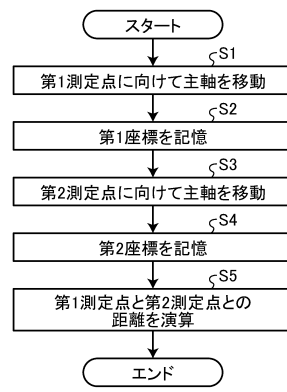 スタート
S1
第1測定点に向けて主軸を移動
S2
第1座標を記憶
S3
第2測定点に向けて主軸を移動
S4
第2座標を記憶
S5
第1測定点と第2測定点との
距離を演算
エンド